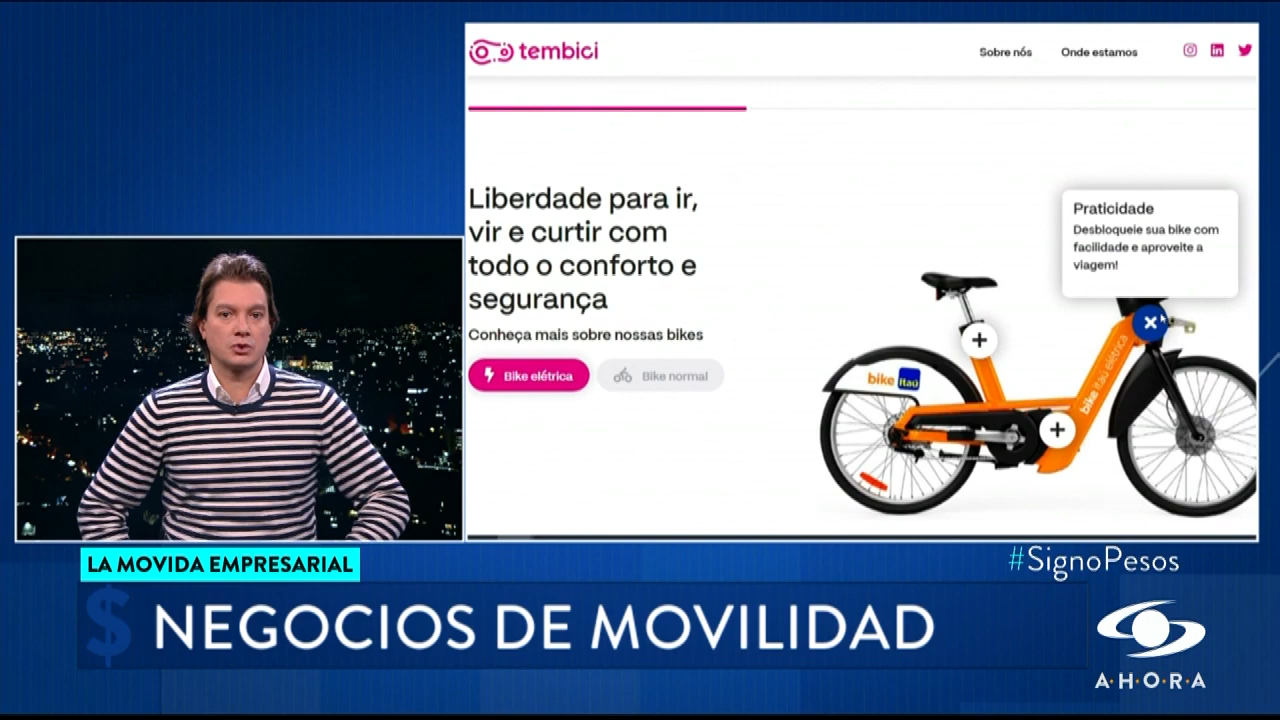 tembici
Sobre nós
Onde estamos
Liberdade para ir,
vir e curtir com
todo o conforto e
segurança
Conheça mais sobre nossas bikes
Bike elétrica
Bike normal
Praticidade
Desbloqueie sua bike com
facilidade e aproveite a
viagem!
bike Itaú
bike Itaú elétrica
LA MOVIDA EMPRESARIAL
#SignoPesos
$ NEGOCIOS DE MOVILIDAD
A·H·O·R·A